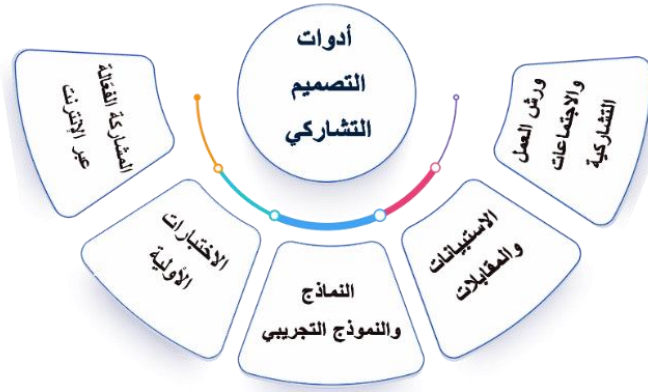 أدوات
التصميم
التشاركي
ورش العمل
والاجتماعات
التشاركية
الاستبيانات
والمقابلات
النماذج
والنموذج التجريبي
الاختبارات
الأولية
المشاركة الفعالة
عبر الإنترنت